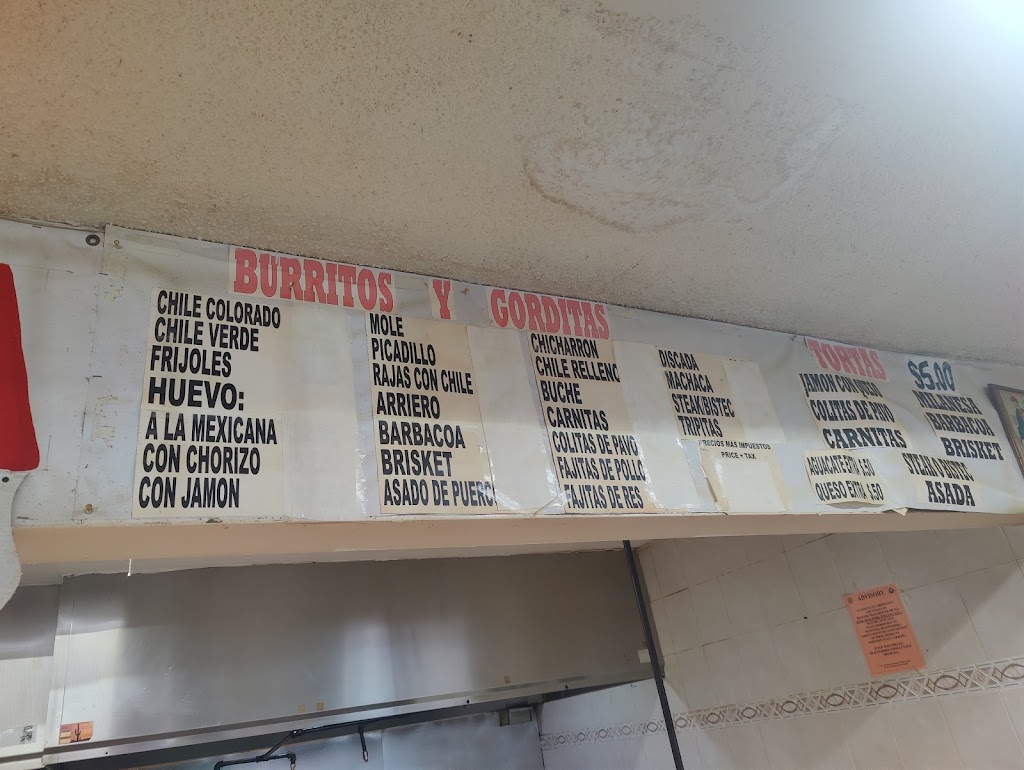 BURRITOS Y GORDITAS
CHILE COLORADO
CHILE VERDE
FRIJOLES
HUEVO:
A LA MEXICANA
CON CHORIZO
CON JAMON
MOLE
PICADILLO
RAJAS CON CHILE
ARRIERO
BARBACOA
BRISKET
ASADO DE PUERC
CHICHARRON
CHILE RELLENO
BUCHE
CARNITAS
COLITAS DE PAVO
FAJITAS DE POLLO
FAJITAS DE RES
DISCADA
MACHACA
STEAK/BISTEC
TRIPITAS
PRECIOS MAS IMPUESTOS
PRICE + TAX
TORTAS $5.00
JAMON CON QUESO
COLITAS DE PAVO
CARNITAS
AGUACATE EXTRA 1.50
QUESO EXTRA 1.50
MILANESA
BARBACOA
BRISKET
ASADA
ADVISORY